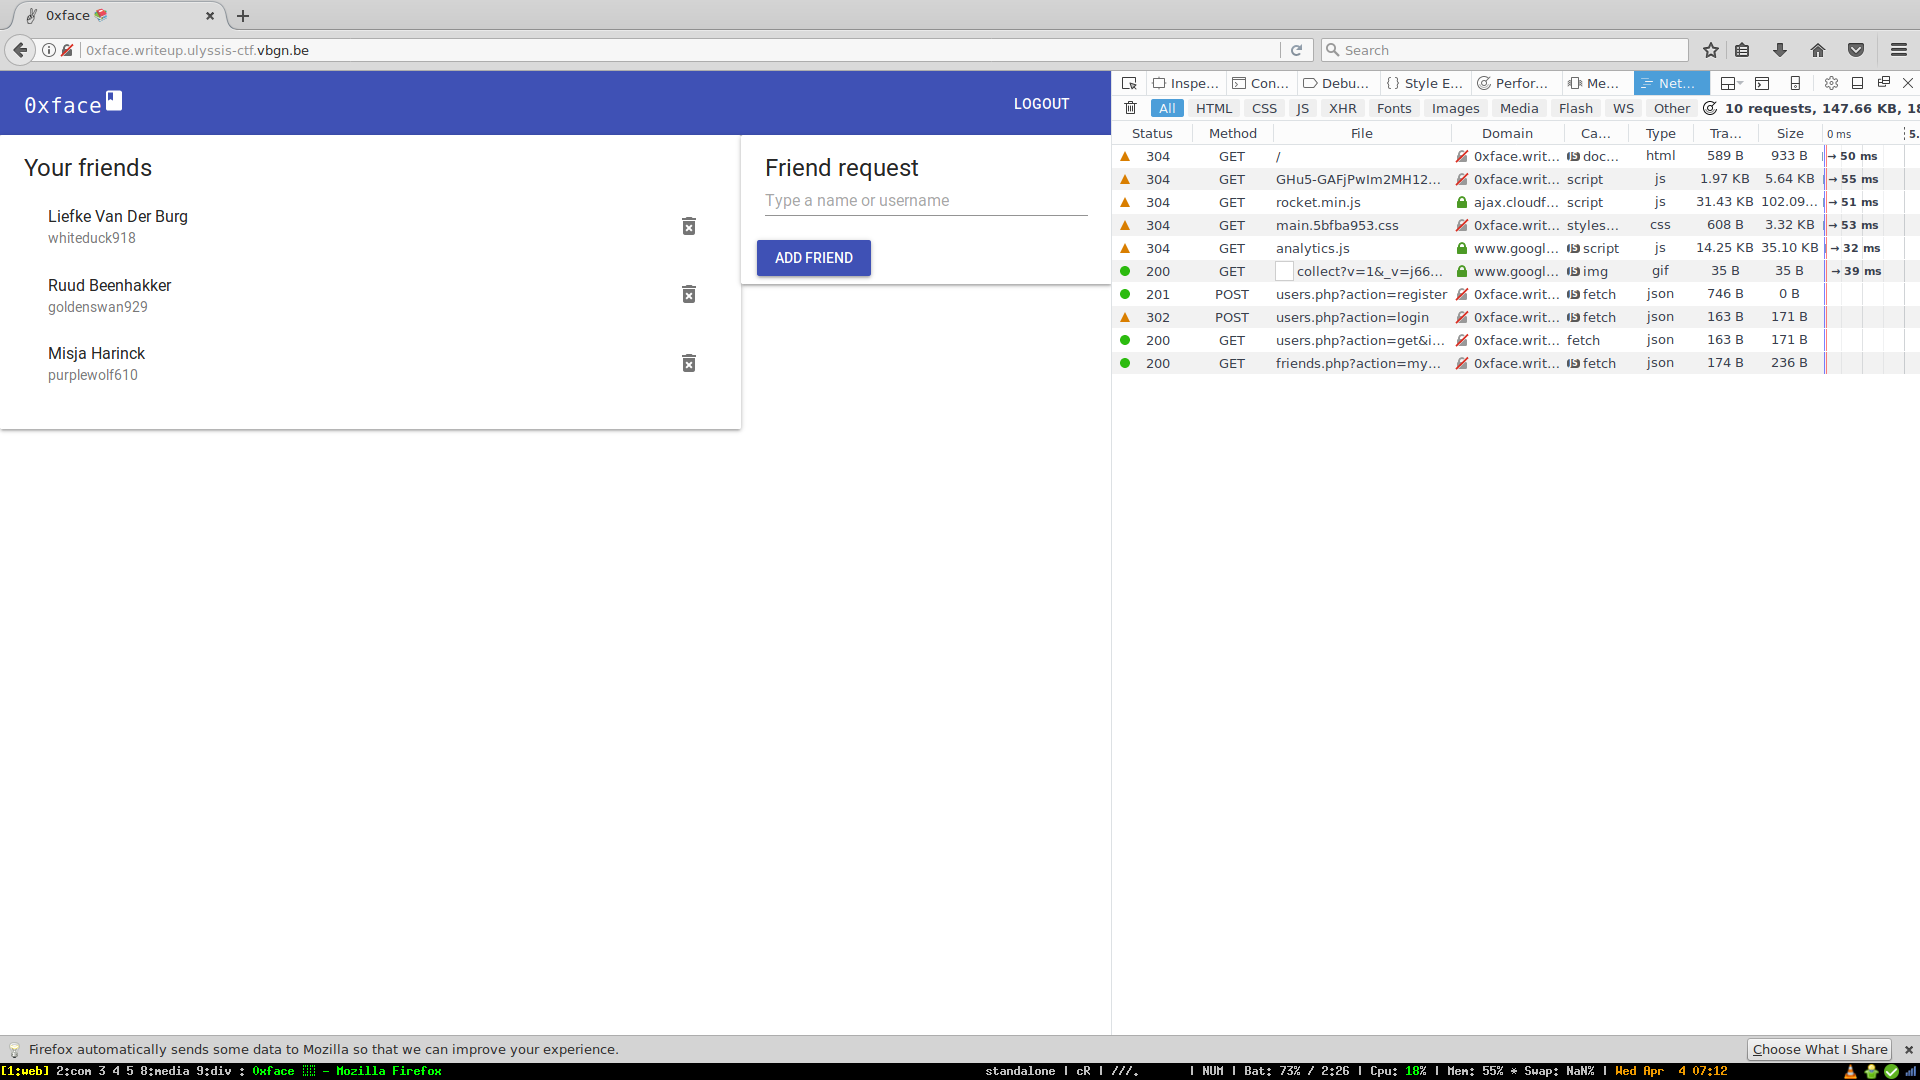 0xface
0xface.writeup.ulyssis-ctf.vbgn.be
Search
0xface
LOGOUT
Your friends
Liefke Van Der Burg
whiteduck918
Ruud Beenhakker
goldenswan929
Misja Harinck
purplewolf610
Friend request
Type a name or username
ADD FRIEND
Inspe... Con... Debu... Style E... Perfor... Me... Net...
All HTML CSS JS XHR Fonts Images Media Flash WS Other 10 requests, 147.66 KB, 18
Status Method File Domain Ca... Type Tra... Size 0 ms 5.
304 GET / 0xface.writ... doc... html 589 B 933 B → 50 ms
304 GET GHu5-GAFjPwIm2MH12... 0xface.writ... script js 1.97 KB 5.64 KB → 55 ms
304 GET rocket.min.js ajax.cloudf... script js 31.43 KB 102.09... → 51 ms
304 GET main.5bfba953.css 0xface.writ... styles... css 608 B 3.32 KB → 53 ms
304 GET analytics.js www.googl... JS script js 14.25 KB 35.10 KB → 32 ms
200 GET collect?v=1&_v=j66... www.googl... JS img gif 35 B 35 B → 39 ms
201 POST users.php?action=register 0xface.writ... JS fetch json 746 B 0 B
302 POST users.php?action=login 0xface.writ... JS fetch json 163 B 171 B
200 GET users.php?action=get&i... 0xface.writ... fetch json 163 B 171 B
200 GET friends.php?action=my... 0xface.writ... JS fetch json 174 B 236 B
Firefox automatically sends some data to Mozilla so that we can improve your experience.
Choose What I Share
[1:web] 2:com 3 4 5 8:media 9:div : 0xface - Mozilla Firefox
standalone | cR | ///. | NUM | Bat: 73% / 2:26 | Cpu: 18% | Mem: 55% * Swap: NaN% | Wed Apr 4 07:12